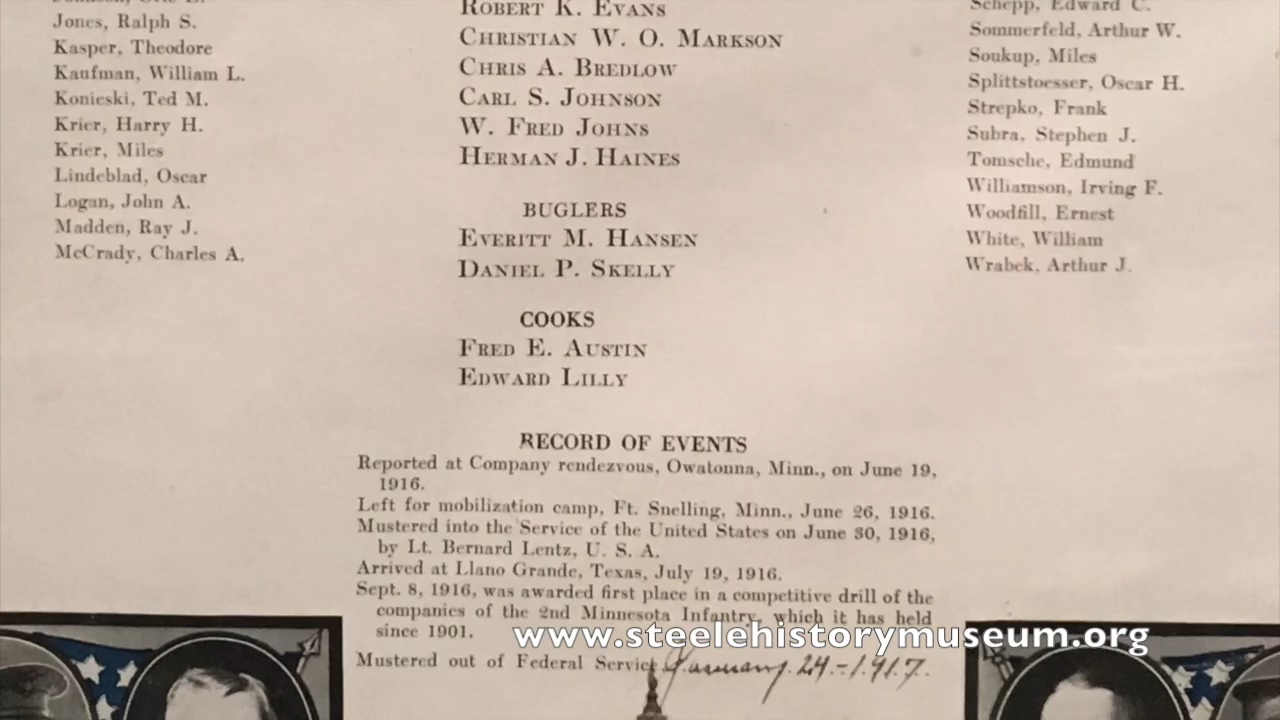 Jones, Ralph S.
Kasper, Theodore
Kaufman, William L.
Konieski, Ted M.
Krier, Harry H.
Krier, Miles
Lindeblad, Oscar
Logan, John A.
Madden, Ray J.
McCrady, Charles A.
ROBERT K. EVANS
CHRISTIAN W. O. MARKSON
CHRIS A. BREDLOW
CARL S. JOHNSON
W. FRED JOHNS
HERMAN J. HAINES
BUGLERS
EVERITT M. HANSEN
DANIEL P. SKELLY
COOKS
FRED E. AUSTIN
EDWARD LILLY
Schepp, Edward C.
Sommerfeld, Arthur W.
Soukup, Miles
Splittstoesser, Oscar H.
Strepko, Frank
Subra, Stephen J.
Tomsche, Edmund
Williamson, Irving F.
Woodfill, Ernest
White, William
Wrabek, Arthur J.
RECORD OF EVENTS
Reported at Company rendezvous, Owatonna, Minn., on June 19,
1916.
Left for mobilization camp, Ft. Snelling, Minn., June 26, 1916.
Mustered into the Service of the United States on June 30, 1916,
by Lt. Bernard Lentz, U. S. A.
Arrived at Llano Grande, Texas, July 19, 1916.
Sept. 8, 1916, was awarded first place in a competitive drill of the
companies of the 2nd Minnesota Infantry, which it has held
since 1901.
www.steelehistorymuseum.org
Mustered out of Federal Service January. 24.-1.91.7.